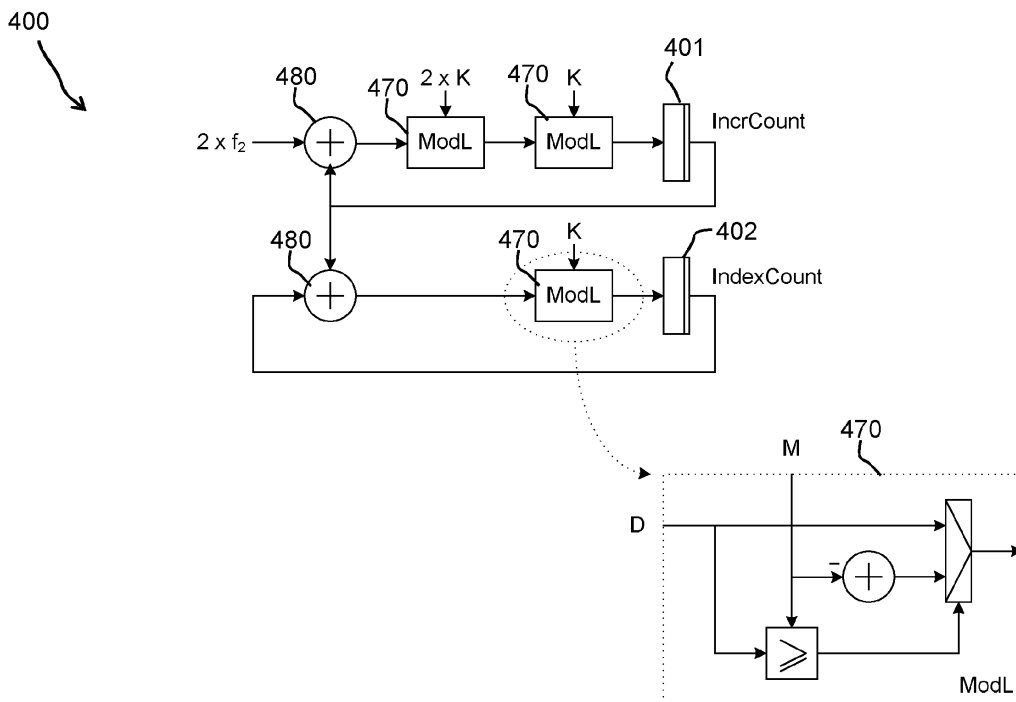 400
480
470
2 x K
470
K
401
2 x f₂
+
ModL
ModL
IncrCount
480
470
K
402
+
ModL
IndexCount
M
470
D
−
+
⩾
ModL